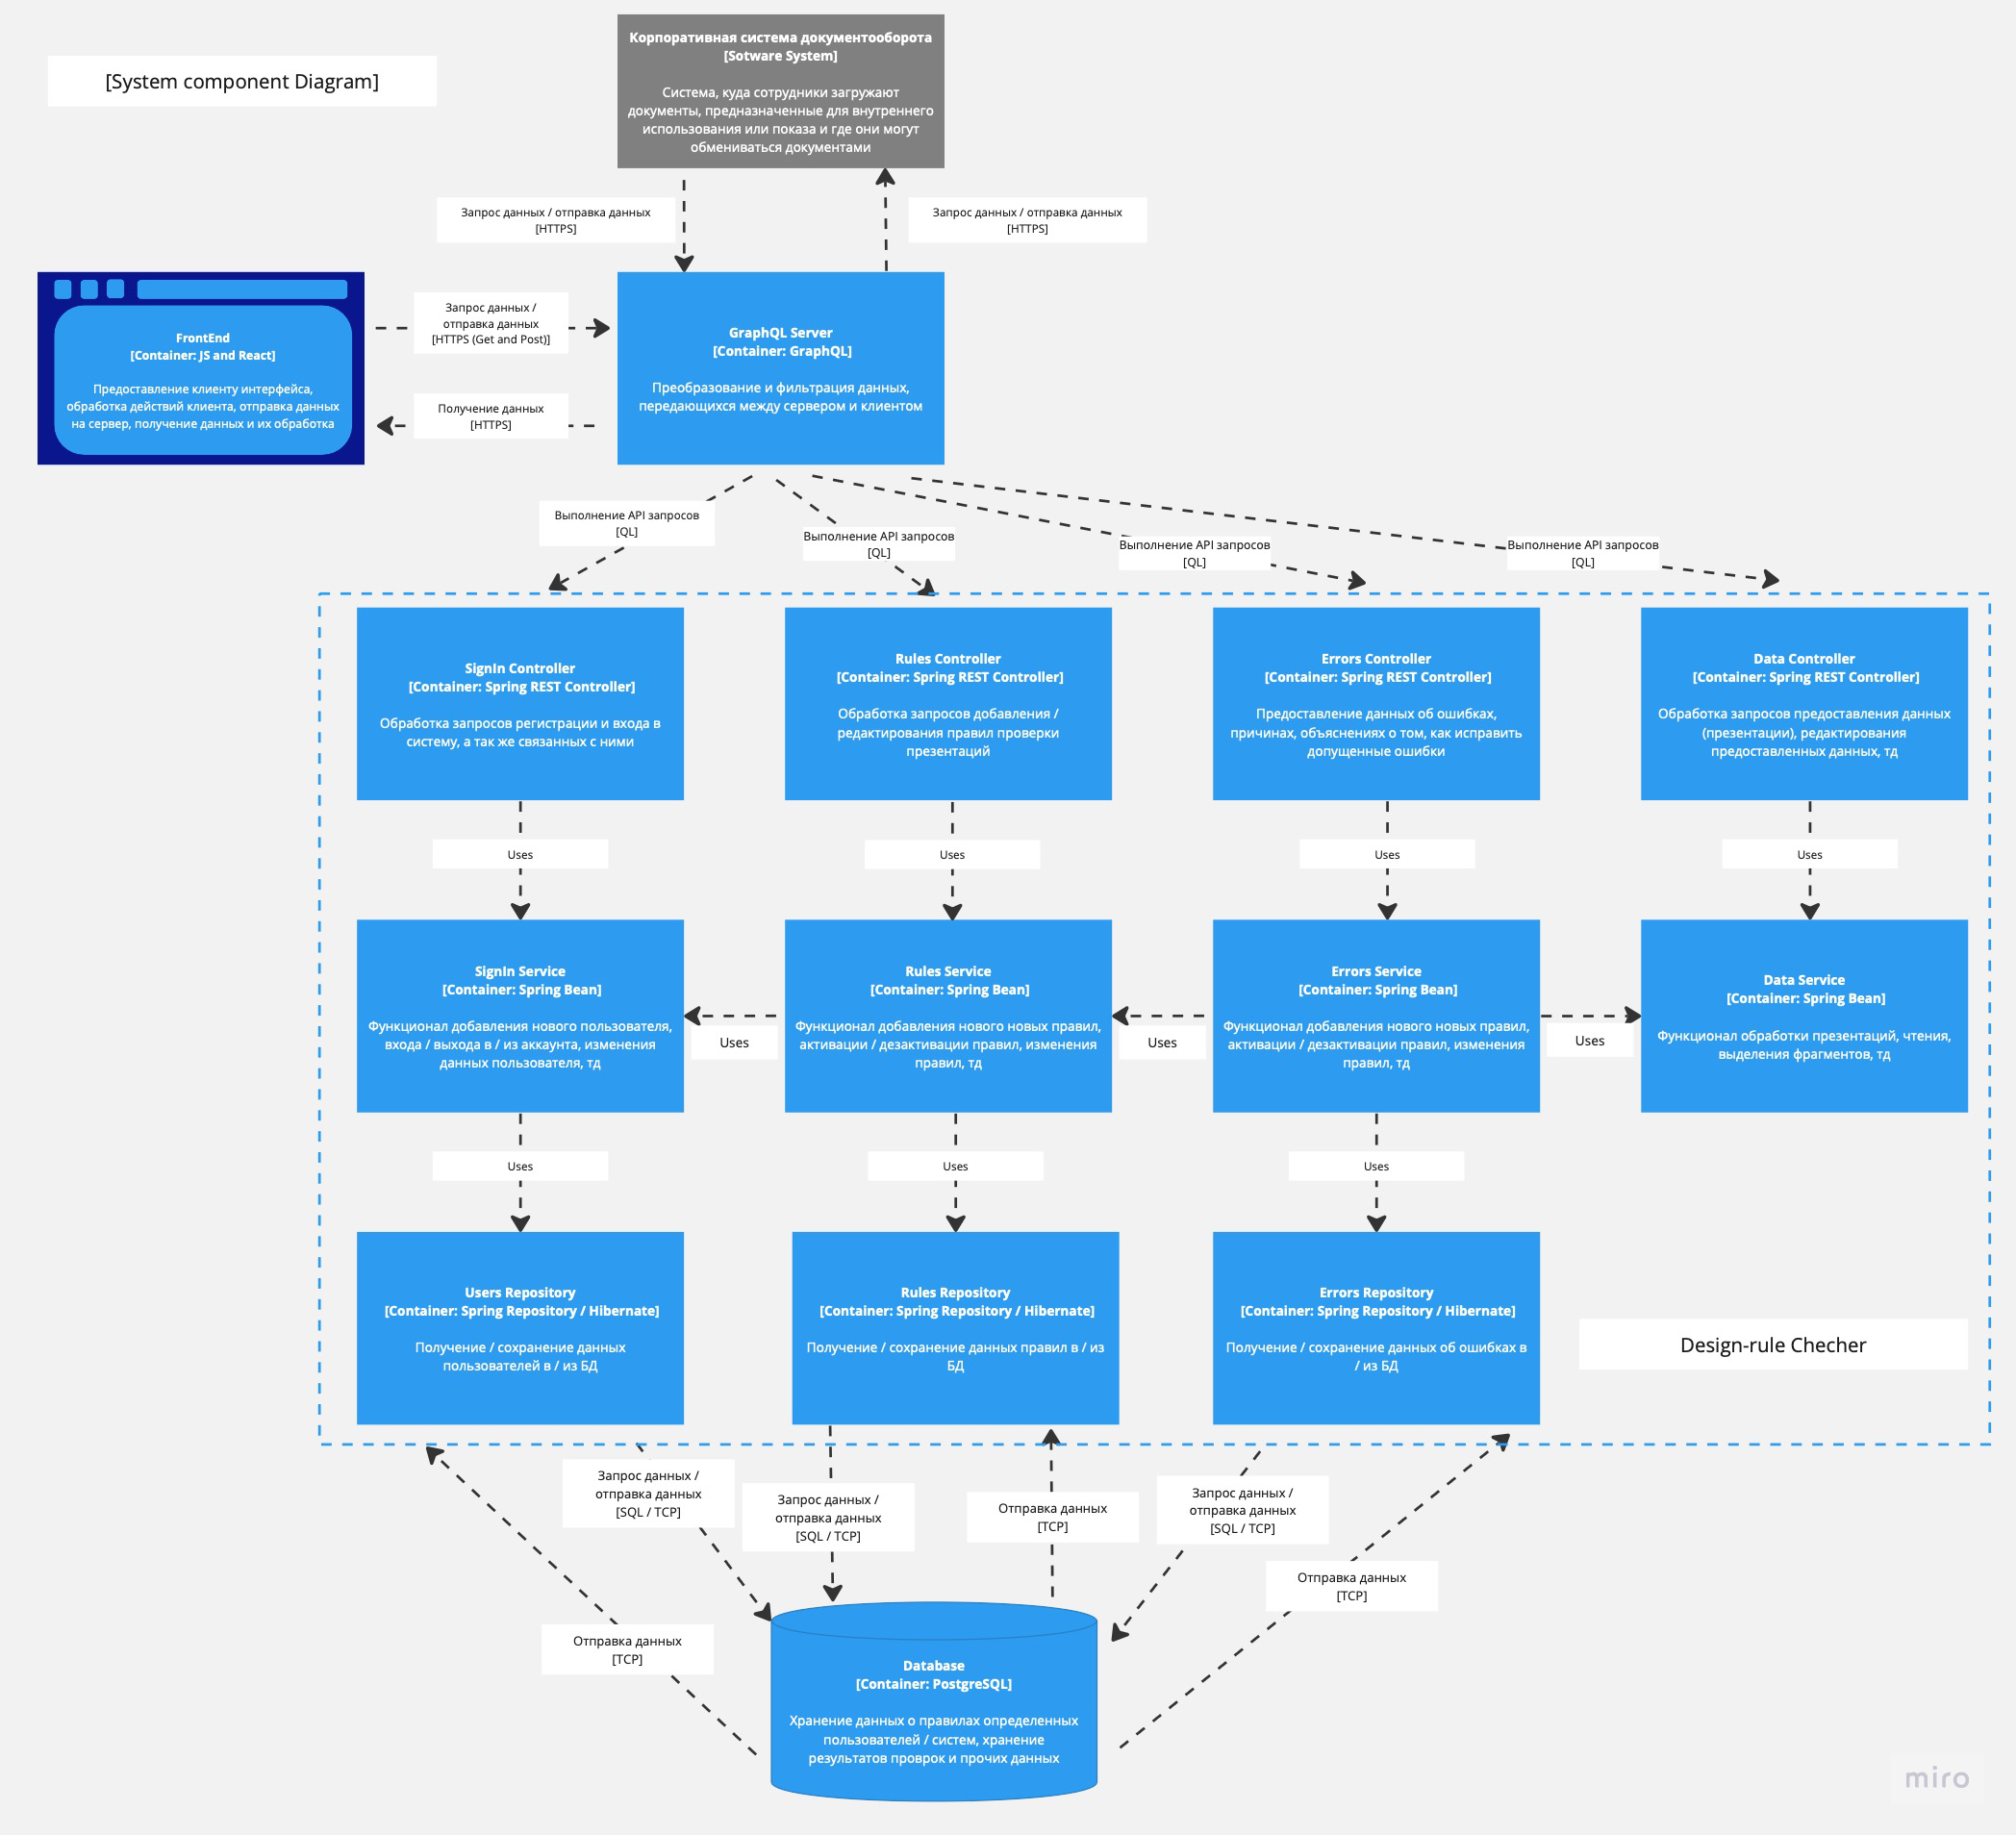 [System component Diagram]
Корпоративная система документооборота
[Sotware System]
Система, куда сотрудники загружают
документы, предназначенные для внутреннего
использования или показа и где они могут
обмениваться документами
Запрос данных / отправка данных
[HTTPS]
Запрос данных / отправка данных
[HTTPS]
FrontEnd
[Container: JS and React]
Предоставление клиенту интерфейса,
обработка действий клиента, отправка данных
на сервер, получение данных и их обработка
Запрос данных /
отправка данных
[HTTPS (Get and Post)]
Получение данных
[HTTPS]
GraphQL Server
[Container: GraphQL]
Преобразование и фильтрация данных,
передающихся между сервером и клиентом
Выполнение API запросов
[QL]
Выполнение API запросов
[QL]
Выполнение API запросов
[QL]
Выполнение API запросов
[QL]
SignIn Controller
[Container: Spring REST Controller]
Обработка запросов регистрации и входа в
систему, а так же связанных с ними
Rules Controller
[Container: Spring REST Controller]
Обработка запросов добавления /
редактирования правил проверки
презентаций
Errors Controller
[Container: Spring REST Controller]
Предоставление данных об ошибках,
причинах, объяснениях о том, как исправить
допущенные ошибки
Data Controller
[Container: Spring REST Controller]
Обработка запросов предоставления данных
(презентации), редактирования
предоставленных данных, тд
Uses
Uses
Uses
Uses
SignIn Service
[Container: Spring Bean]
Функционал добавления нового пользователя,
входа / выхода в / из аккаунта, изменения
данных пользователя, тд
Uses
Rules Service
[Container: Spring Bean]
Функционал добавления нового новых правил,
активации / дезактивации правил, изменения
правил, тд
Uses
Errors Service
[Container: Spring Bean]
Функционал добавления нового новых правил,
активации / дезактивации правил, изменения
правил, тд
Uses
Data Service
[Container: Spring Bean]
Функционал обработки презентаций, чтения,
выделения фрагментов, тд
Uses
Uses
Uses
Users Repository
[Container: Spring Repository / Hibernate]
Получение / сохранение данных
пользователей в / из БД
Rules Repository
[Container: Spring Repository / Hibernate]
Получение / сохранение данных правил в / из
БД
Errors Repository
[Container: Spring Repository / Hibernate]
Получение / сохранение данных об ошибках в
/ из БД
Design-rule Checher
Запрос данных /
отправка данных
[SQL / TCP]
Запрос данных /
отправка данных
[SQL / TCP]
Отправка данных
[TCP]
Запрос данных /
отправка данных
[SQL / TCP]
Отправка данных
[TCP]
Отправка данных
[TCP]
Database
[Container: PostgreSQL]
Хранение данных о правилах определенных
пользователей / систем, хранение
результатов проврок и прочих данных
miro